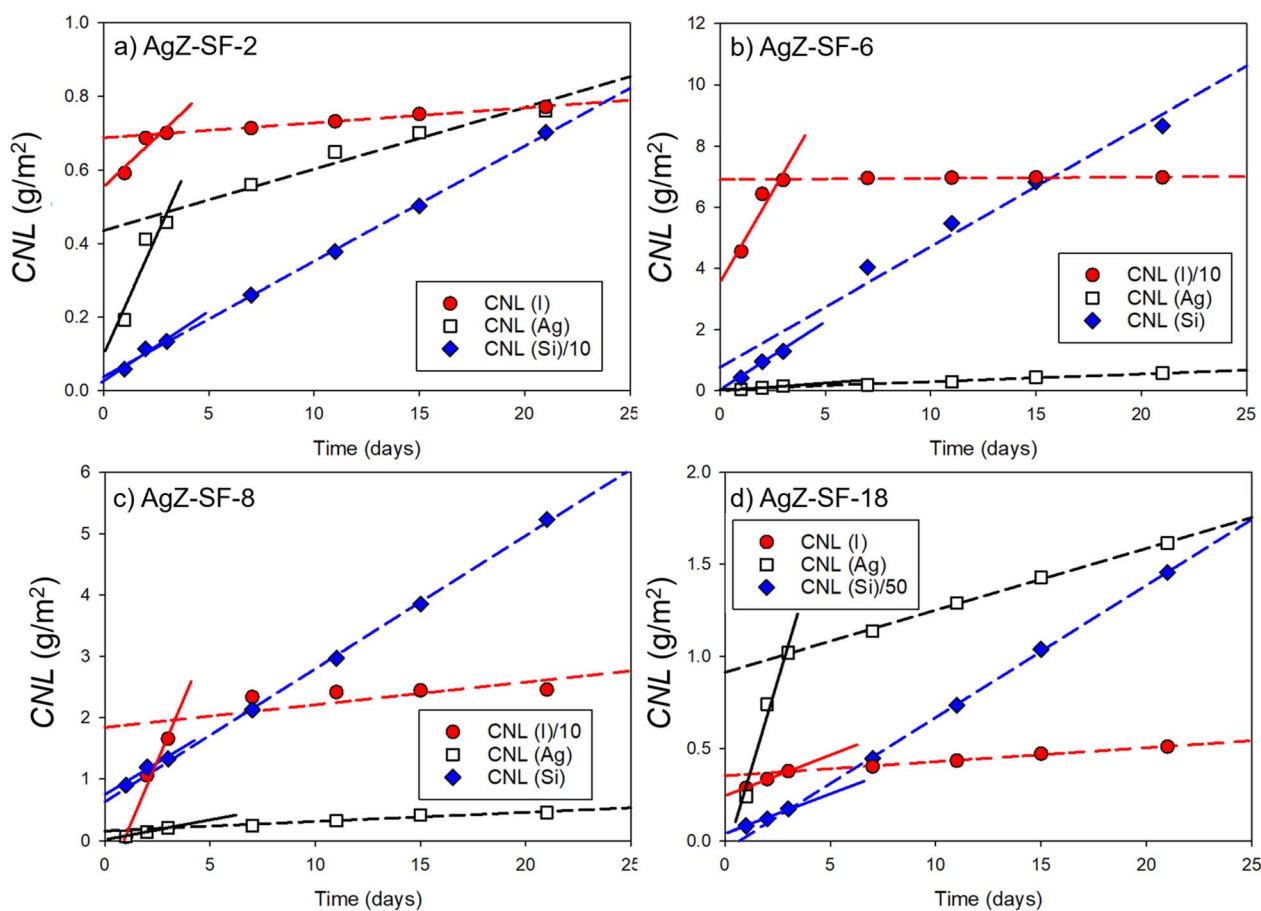 a) AgZ-SF-2
CNL (g/m²)
1.0
0.8
0.6
0.4
0.2
0.0
CNL (I)
CNL (Ag)
CNL (Si)/10
0 5 10 15 20 25
Time (days)
b) AgZ-SF-6
CNL (g/m²)
12
10
8
6
4
2
0
CNL (I)/10
CNL (Ag)
CNL (Si)
0 5 10 15 20 25
Time (days)
c) AgZ-SF-8
CNL (g/m²)
6
5
4
3
2
1
0
CNL (I)/10
CNL (Ag)
CNL (Si)
0 5 10 15 20
Time (days)
d) AgZ-SF-18
CNL (g/m²)
2.0
1.5
1.0
0.5
0.0
CNL (I)
CNL (Ag)
CNL (Si)/50
0 5 10 15 20 25
Time (days)